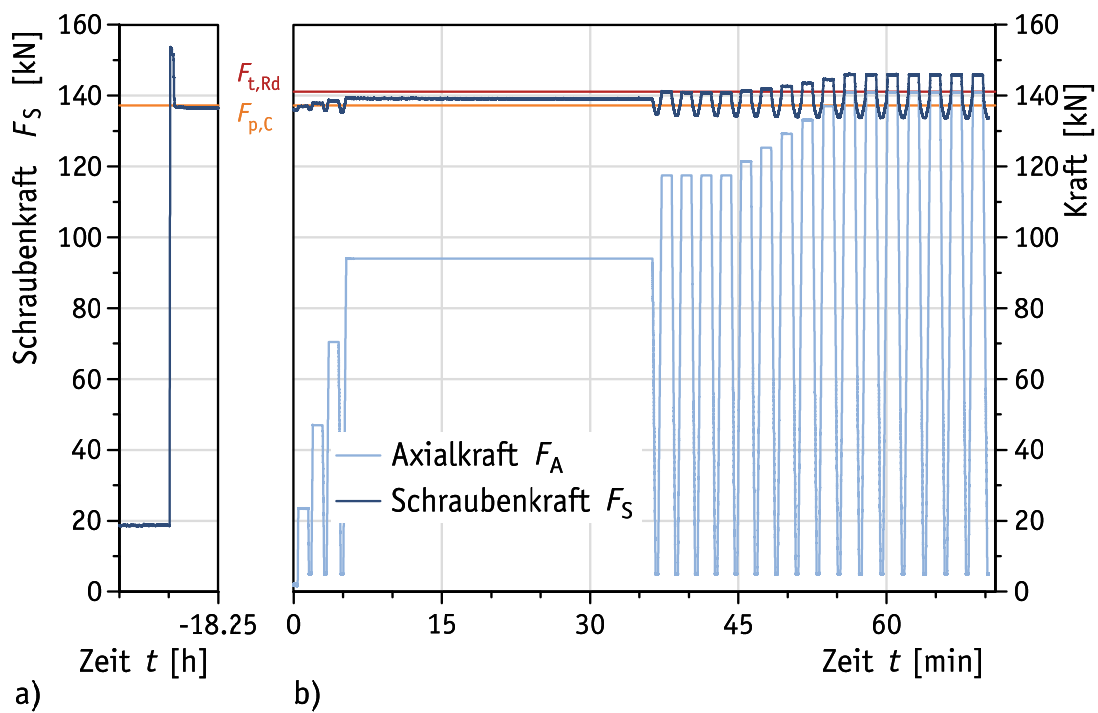 Schraubenkraft F_S [kN]
160
140
120
100
80
60
40
20
0
-18.25
Zeit t [h]
a)
F_t,Rd
F_p,C
Axialkraft F_A
Schraubenkraft F_S
0
15
30
45
60
Zeit t [min]
b)
160
140
120
100
80
60
40
20
0
Kraft [kN]